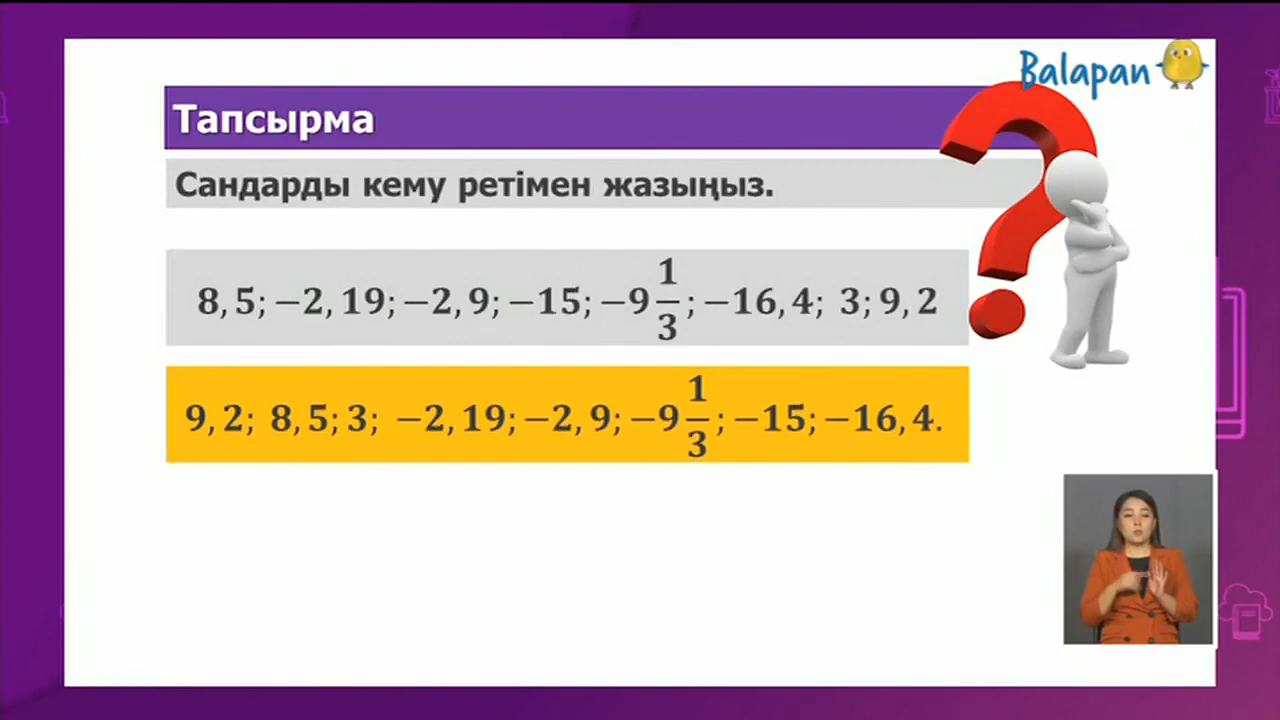 Balapan
Тапсырма
Сандарды кему ретімен жазыңыз.
8, 5; −2, 19; −2, 9; −15; −9 1/3; −16, 4; 3; 9, 2
9, 2; 8, 5; 3; −2, 19; −2, 9; −9 1/3; −15; −16, 4.